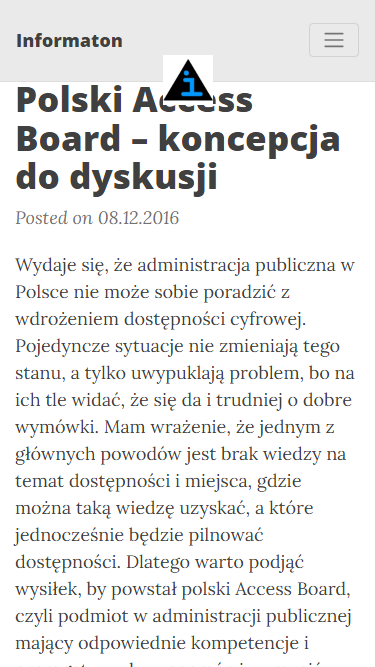 Informaton
Polski Access
Board – koncepcja
do dyskusji
Posted on 08.12.2016
Wydaje się, że administracja publiczna w
Polsce nie może sobie poradzić z
wdrożeniem dostępności cyfrowej.
Pojedyncze sytuacje nie zmieniają tego
stanu, a tylko uwypuklają problem, bo na
ich tle widać, że się da i trudniej o dobre
wymówki. Mam wrażenie, że jednym z
głównych powodów jest brak wiedzy na
temat dostępności i miejsca, gdzie
można taką wiedzę uzyskać, a które
jednocześnie będzie pilnować
dostępności. Dlatego warto podjąć
wysiłek, by powstał polski Access Board,
czyli podmiot w administracji publicznej
mający odpowiednie kompetencje i